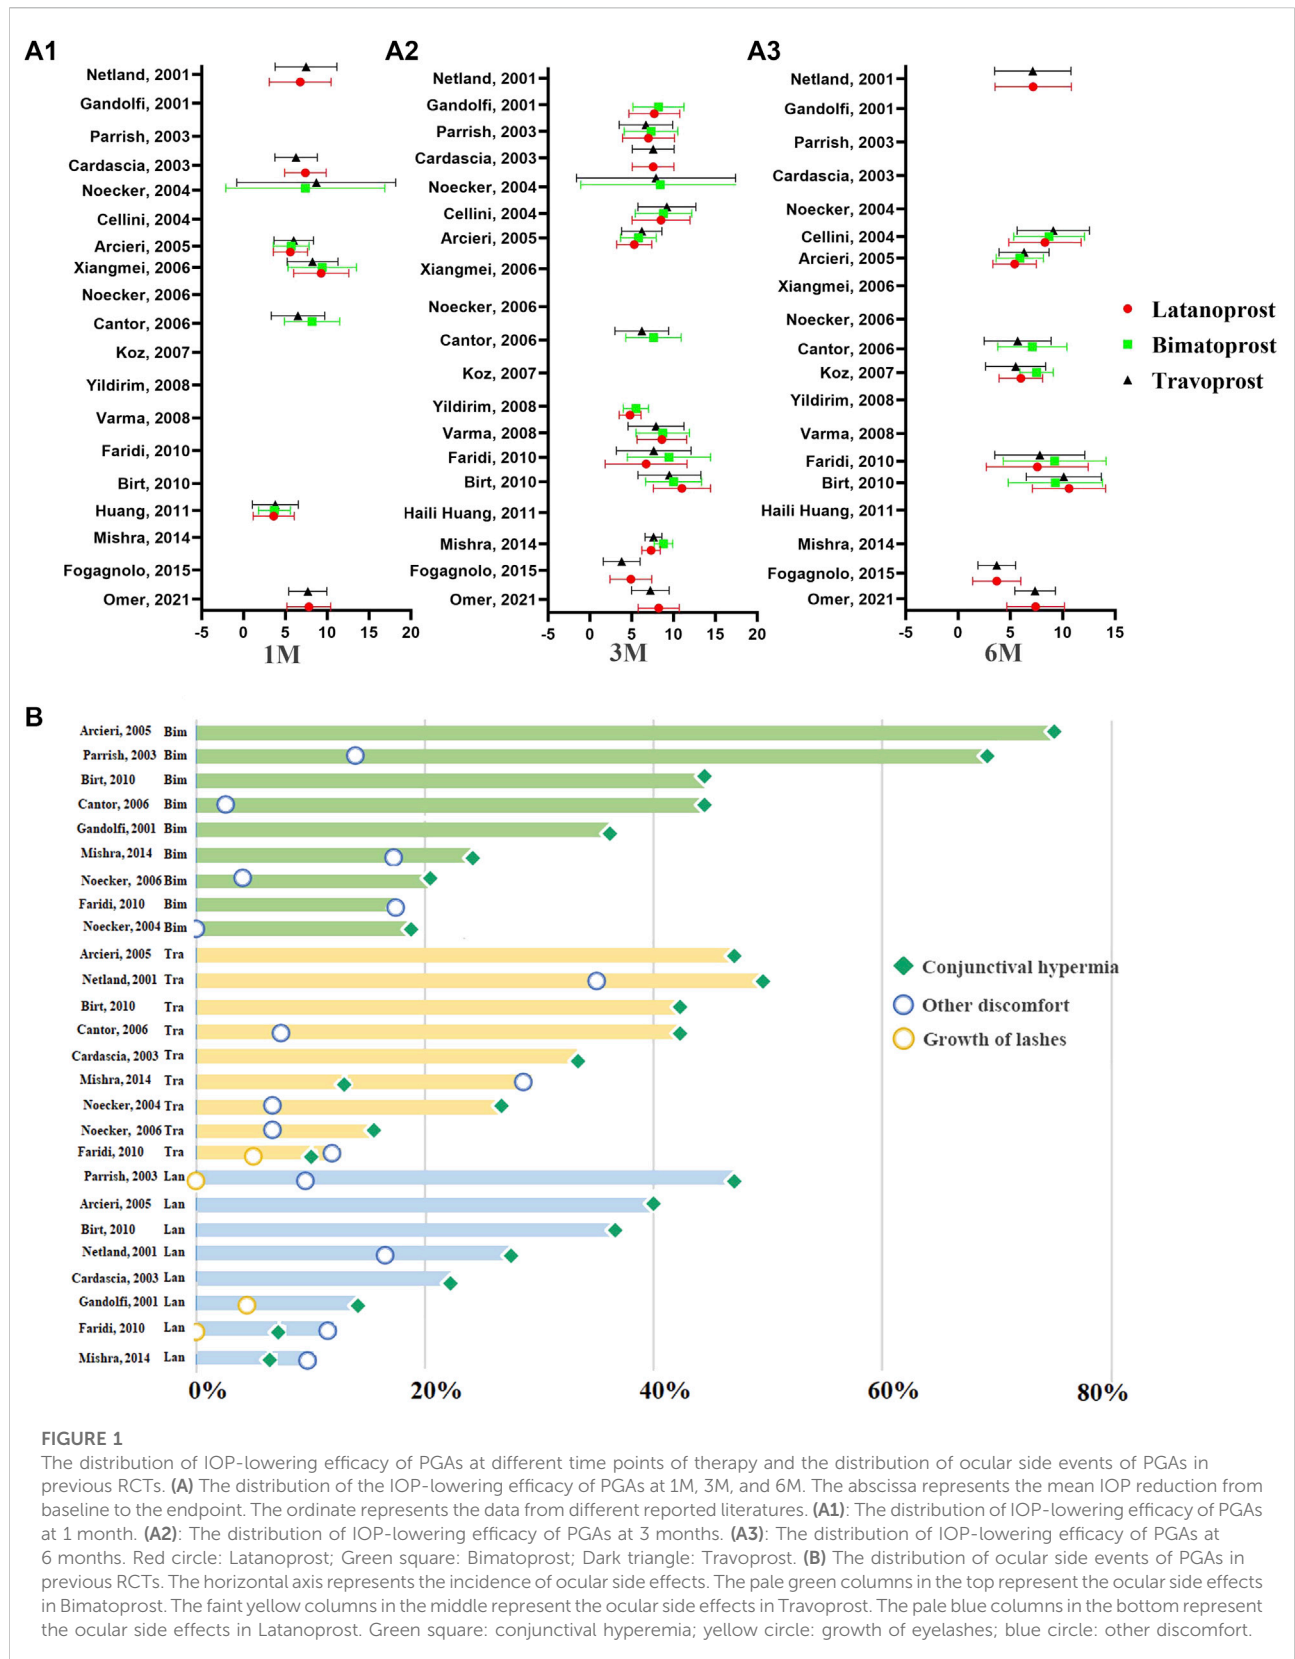 A1
Netland, 2001
Gandolfi, 2001
Parrish, 2003
Cardascia, 2003
Noecker, 2004
Cellini, 2004
Arcieri, 2005
Xiangmei, 2006
Noecker, 2006
Cantor, 2006
Koz, 2007
Yildirim, 2008
Varma, 2008
Faridi, 2010
Birt, 2010
Huang, 2011
Mishra, 2014
Fogagnolo, 2015
Omer, 2021
-5 0 5 10 15 20
1M
A2
Netland, 2001
Gandolfi, 2001
Parrish, 2003
Cardascia, 2003
Noecker, 2004
Cellini, 2004
Arcieri, 2005
Xiangmei, 2006
Noecker, 2006
Cantor, 2006
Koz, 2007
Yildirim, 2008
Varma, 2008
Faridi, 2010
Birt, 2010
Haili Huang, 2011
Mishra, 2014
Fogagnolo, 2015
Omer, 2021
-5 0 5 10 15 20
3M
A3
Netland, 2001
Gandolfi, 2001
Parrish, 2003
Cardascia, 2003
Noecker, 2004
Cellini, 2004
Arcieri, 2005
Xiangmei, 2006
Noecker, 2006
Cantor, 2006
Koz, 2007
Yildirim, 2008
Varma, 2008
Faridi, 2010
Birt, 2010
Haili Huang, 2011
Mishra, 2014
Fogagnolo, 2015
Omer, 2021
-5 0 5 10 15
6M
Latanoprost
Bimatoprost
Travoprost
B
Arcieri, 2005 Bim
Parrish, 2003 Bim
Birt, 2010 Bim
Cantor, 2006 Bim
Gandolfi, 2001 Bim
Mishra, 2014 Bim
Noecker, 2006 Bim
Faridi, 2010 Bim
Noecker, 2004 Bim
Arcieri, 2005 Tra
Netland, 2001 Tra
Birt, 2010 Tra
Cantor, 2006 Tra
Cardascia, 2003 Tra
Mishra, 2014 Tra
Noecker, 2004 Tra
Noecker, 2006 Tra
Faridi, 2010 Tra
Parrish, 2003 Lan
Arcieri, 2005 Lan
Birt, 2010 Lan
Netland, 2001 Lan
Cardascia, 2003 Lan
Gandolfi, 2001 Lan
Faridi, 2010 Lan
Mishra, 2014 Lan
0% 20% 40% 60% 80%
Conjunctival hypermia
Other discomfort
Growth of lashes
FIGURE 1
The distribution of IOP-lowering efficacy of PGAs at different time points of therapy and the distribution of ocular side events of PGAs in
previous RCTs. (A) The distribution of the IOP-lowering efficacy of PGAs at 1M, 3M, and 6M. The abscissa represents the mean IOP reduction from
baseline to the endpoint. The ordinate represents the data from different reported literatures. (A1): The distribution of IOP-lowering efficacy of PGAs
at 1 month. (A2): The distribution of IOP-lowering efficacy of PGAs at 3 months. (A3): The distribution of IOP-lowering efficacy of PGAs at
6 months. Red circle: Latanoprost; Green square: Bimatoprost; Dark triangle: Travoprost. (B) The distribution of ocular side events of PGAs in
previous RCTs. The horizontal axis represents the incidence of ocular side effects. The pale green columns in the top represent the ocular side effects
in Bimatoprost. The faint yellow columns in the middle represent the ocular side effects in Travoprost. The pale blue columns in the bottom represent
the ocular side effects in Latanoprost. Green square: conjunctival hyperemia; yellow circle: growth of eyelashes; blue circle: other discomfort.